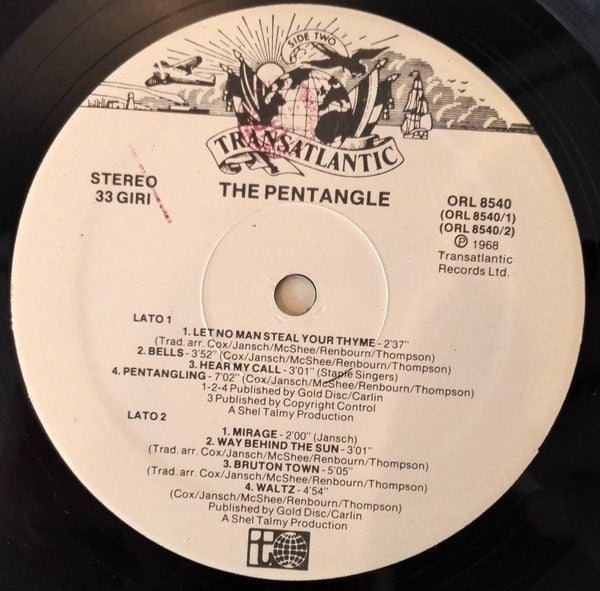 SIDE TWO
TRANSATLANTIC
THE PENTANGLE
STEREO
33 GIRI
ORL 8540
(ORL 8540/1)
(ORL 8540/2)
Ⓟ 1968
Transatlantic
Records Ltd.
LATO 1
1. LET NO MAN STEAL YOUR THYME - 2'37"
(Trad. arr. Cox/Jansch/McShee/Renbourn/Thompson)
2. BELLS - 3'52" (Cox/Jansch/McShee/Renbourn/Thompson)
3. HEAR MY CALL - 3'01" (Staple Singers)
4. PENTANGLING - 7'02" (Cox/Jansch/McShee/Renbourn/Thompson)
1-2-4 Published by Gold Disc/Carlin
3 Published by Copyright Control
A Shel Talmy Production
LATO 2
1. MIRAGE - 2'00" (Jansch)
2. WAY BEHIND THE SUN - 3'01"
(Trad. arr. Cox/Jansch/McShee/Renbourn/Thompson)
3. BRUTON TOWN - 5'05"
(Trad. arr. Cox/Jansch/McShee/Renbourn/Thompson)
4. WALTZ - 4'54"
(Cox/Jansch/McShee/Renbourn/Thompson)
Published by Gold Disc/Carlin
A Shel Talmy Production
it